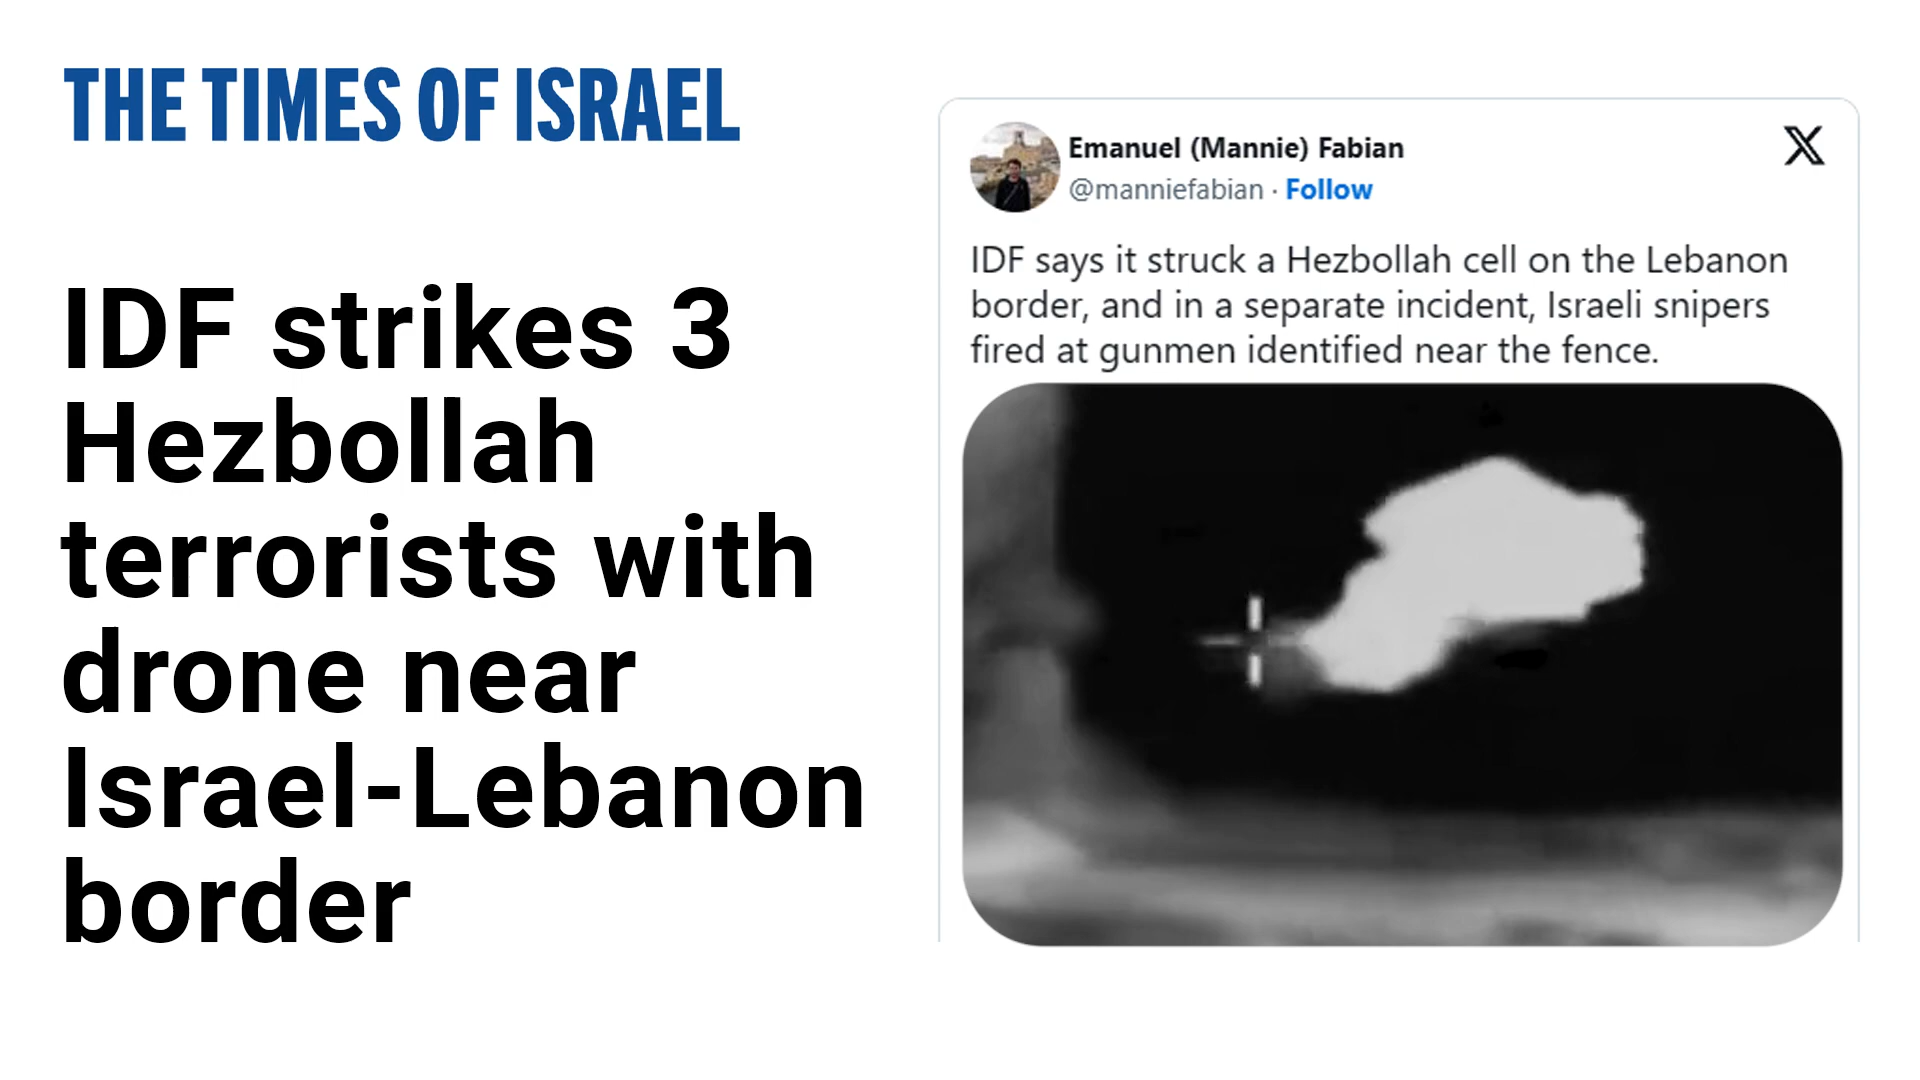 THE TIMES OF ISRAEL
IDF strikes 3
Hezbollah
terrorists with
drone near
Israel-Lebanon
border
Emanuel (Mannie) Fabian
@manniefabian · Follow
IDF says it struck a Hezbollah cell on the Lebanon
border, and in a separate incident, Israeli snipers
fired at gunmen identified near the fence.